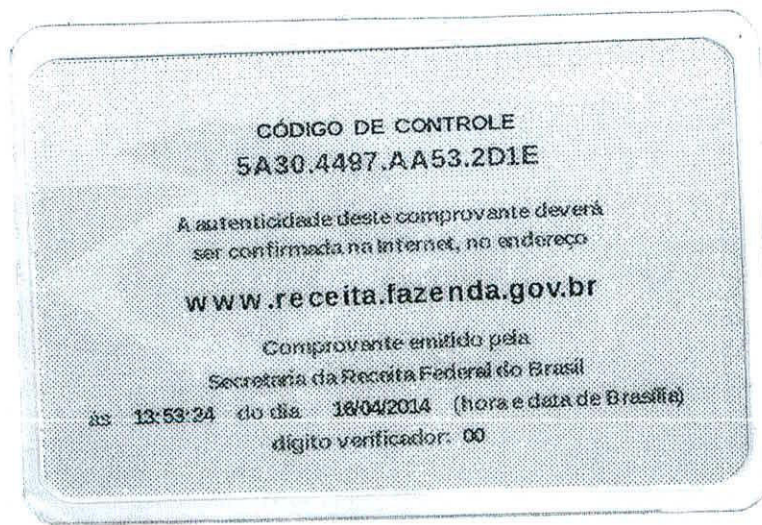 CÓDIGO DE CONTROLE
5A30.4497.AA53.2D1E
A autenticidade deste comprovante deverá
ser confirmada na Internet, no endereço
www.receita.fazenda.gov.br
Comprovante emitido pela
Secretaria da Receita Federal do Brasil
às 13:53:24 do dia 16/04/2014 (hora e data de Brasília)
dígito verificador: 00